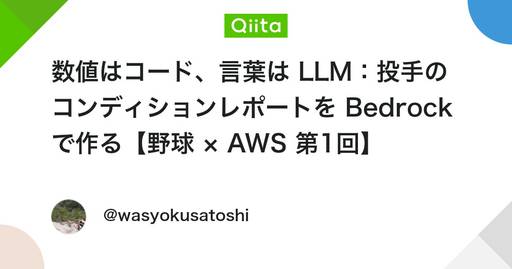 Qiita
数値はコード、言葉は LLM：投手の
コンディションレポートを Bedrock
で作る【野球 × AWS 第1回】
@wasyokusatoshi